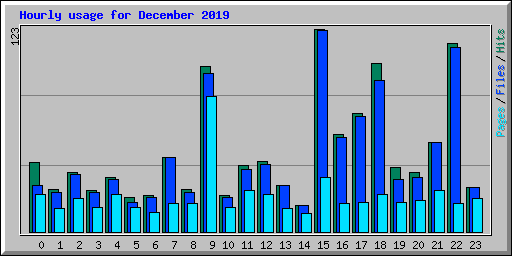 Hourly usage for December 2019
123
Pages / Files / Hits
0 1 2 3 4 5 6 7 8 9 10 11 12 13 14 15 16 17 18 19 20 21 22 23